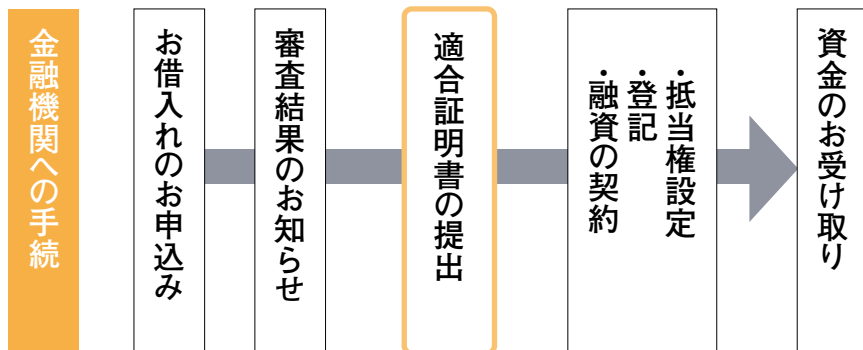 金融機関への手続
お借入れのお申込み
審査結果のお知らせ
適合証明書の提出
・抵当権設定
・登記
・融資の契約
資金のお受け取り